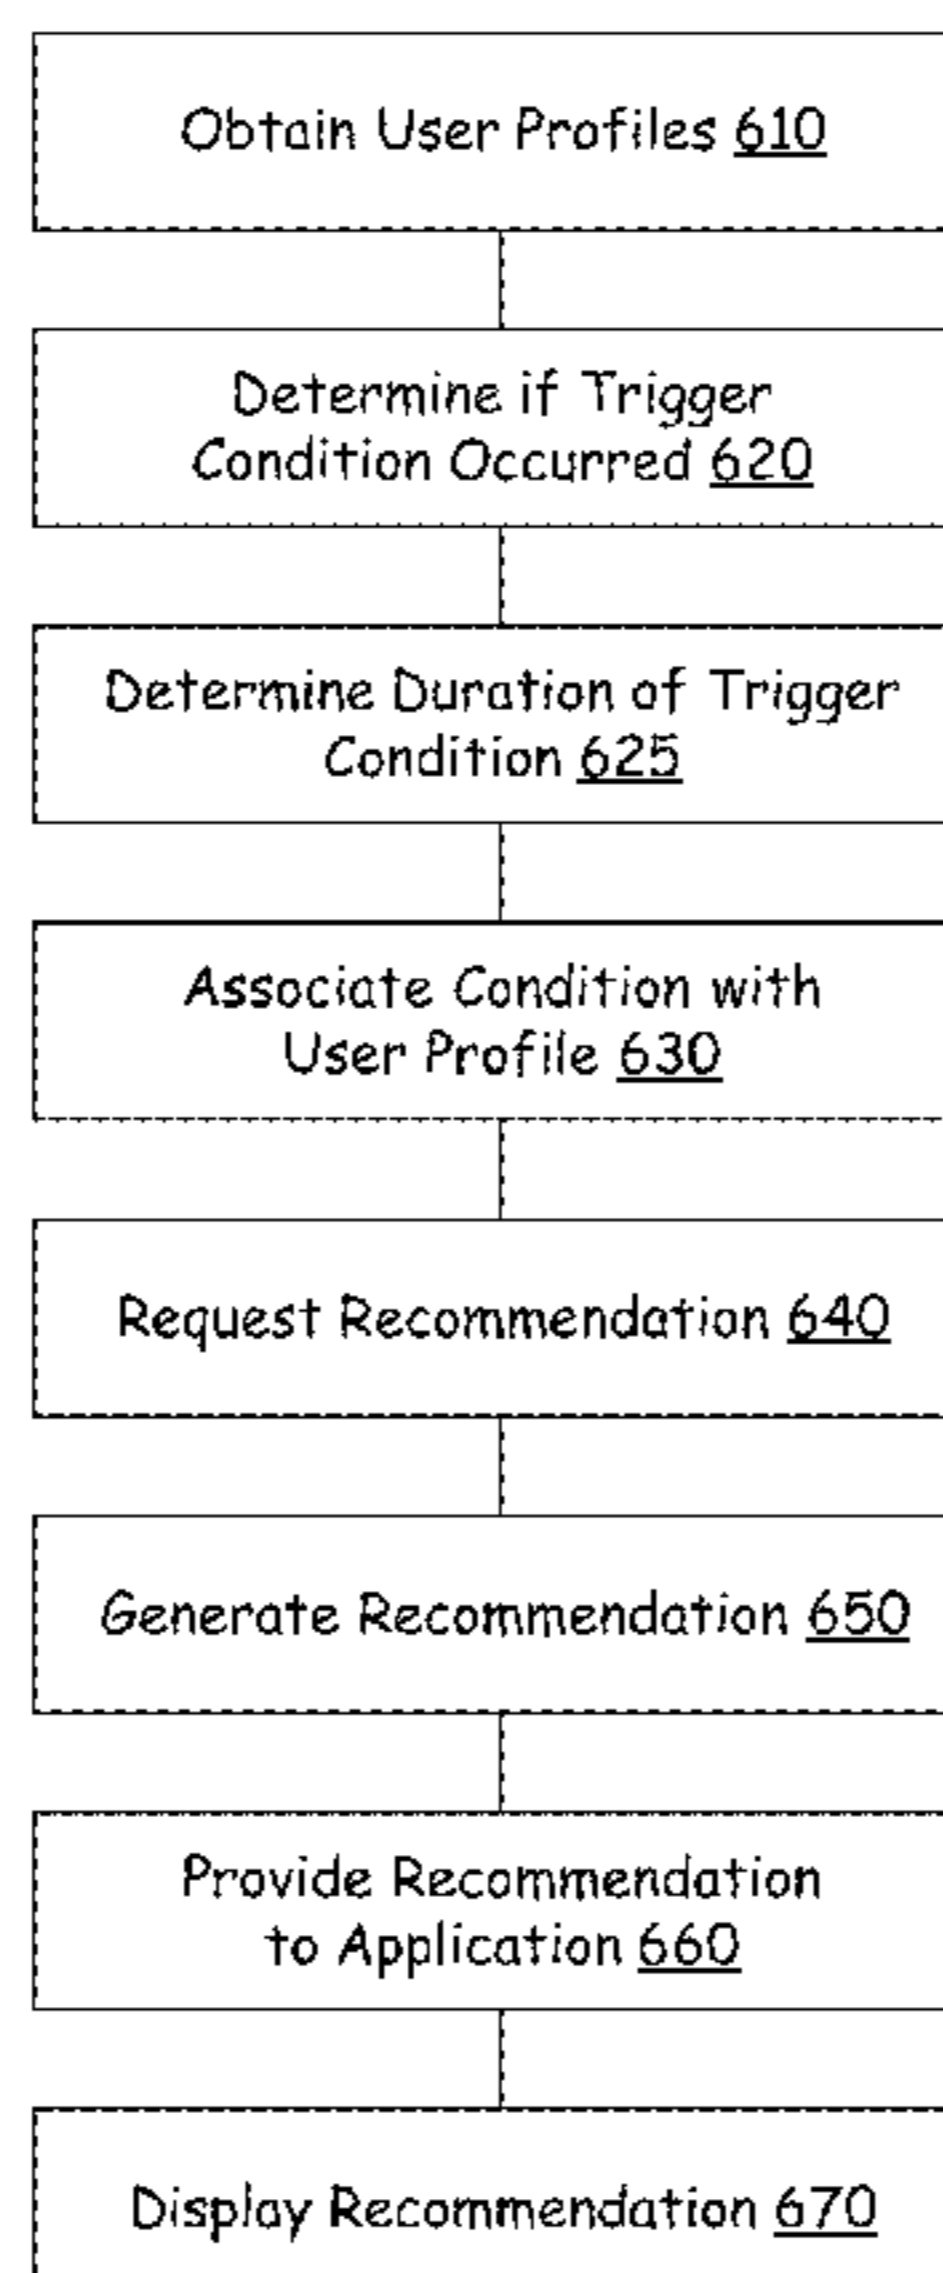 Obtain User Profiles 610
Determine if Trigger
Condition Occurred 620
Determine Duration of Trigger
Condition 625
Associate Condition with
User Profile 630
Request Recommendation 640
Generate Recommendation 650
Provide Recommendation
to Application 660
Display Recommendation 670